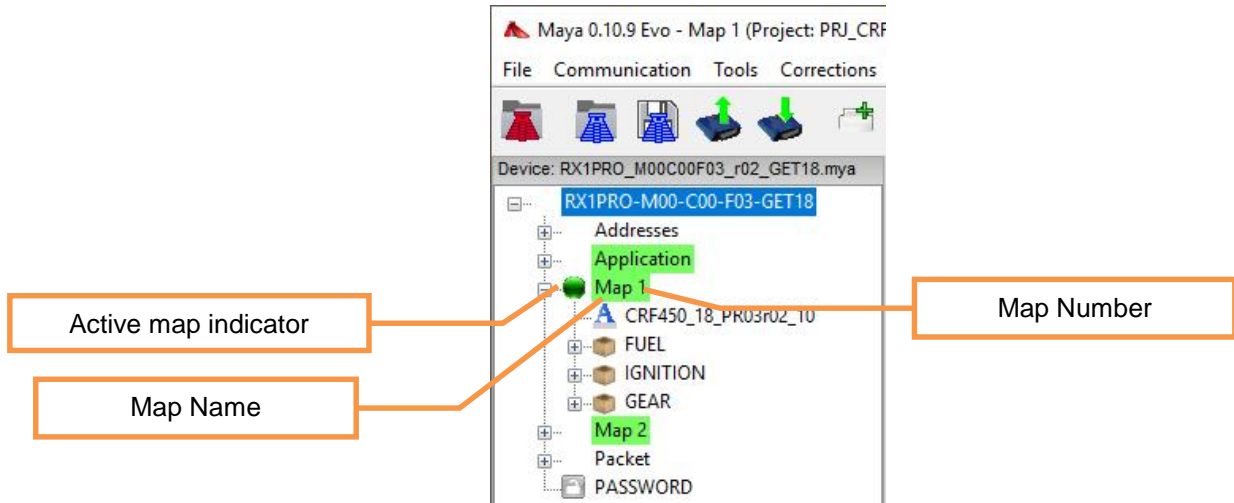 Maya 0.10.9 Evo - Map 1 (Project: PRJ_CRF
File Communication Tools Corrections
Device: RX1PRO_M00C00F03_r02_GET18.mya
RX1PRO-M00-C00-F03-GET18
Addresses
Application
Map 1
CRF450_18_PR03r02_10
FUEL
IGNITION
GEAR
Map 2
Packet
PASSWORD
Active map indicator
Map Name
Map Number